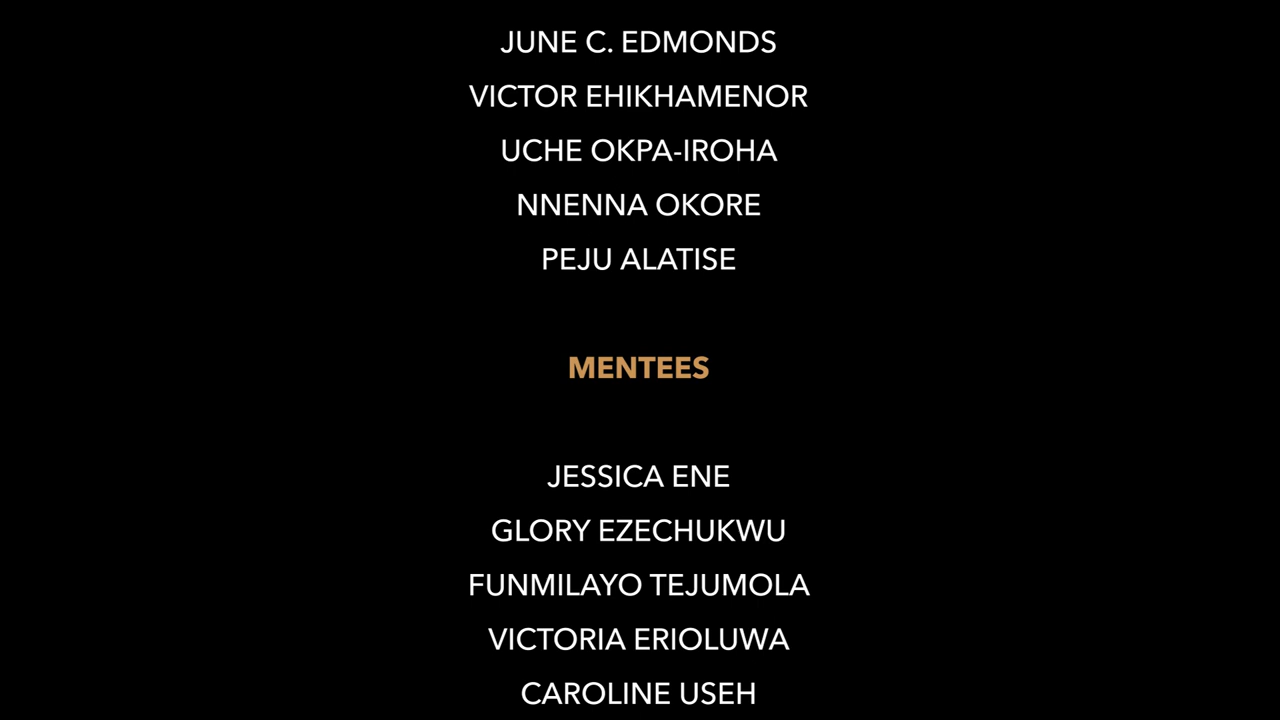 JUNE C. EDMONDS
VICTOR EHIKHAMENOR
UCHE OKPA-IROHA
NNENNA OKORE
PEJU ALATISE
MENTEES
JESSICA ENE
GLORY EZECHUKWU
FUNMILAYO TEJUMOLA
VICTORIA ERIOLUWA
CAROLINE USEH